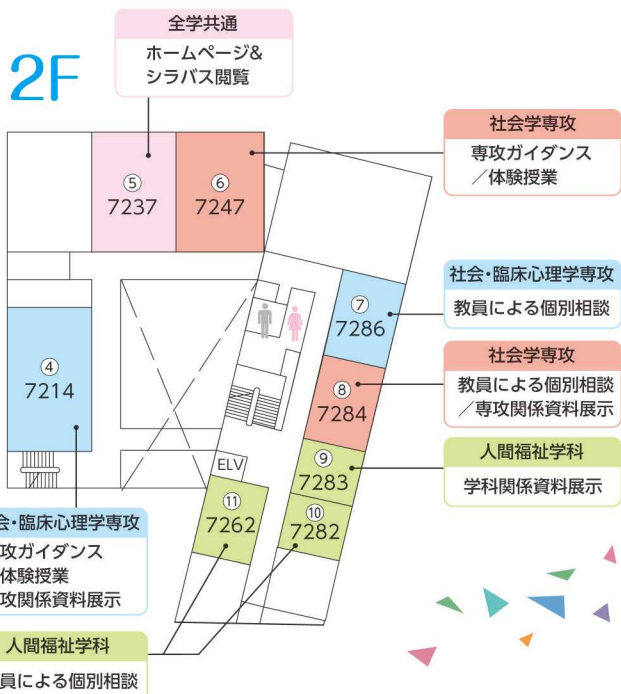 2F
全学共通
ホームページ&
シラバス閲覧
社会学専攻
専攻ガイダンス
／体験授業
⑤
7237
⑥
7247
社会・臨床心理学専攻
教員による個別相談
⑦
7286
④
7214
社会学専攻
教員による個別相談
／専攻関係資料展示
⑧
7284
人間福祉学科
学科関係資料展示
⑨
7283
ELV
⑪
7262
⑩
7282
会・臨床心理学専攻
攻ガイダンス
体験授業
攻関係資料展示
人間福祉学科
員による個別相談